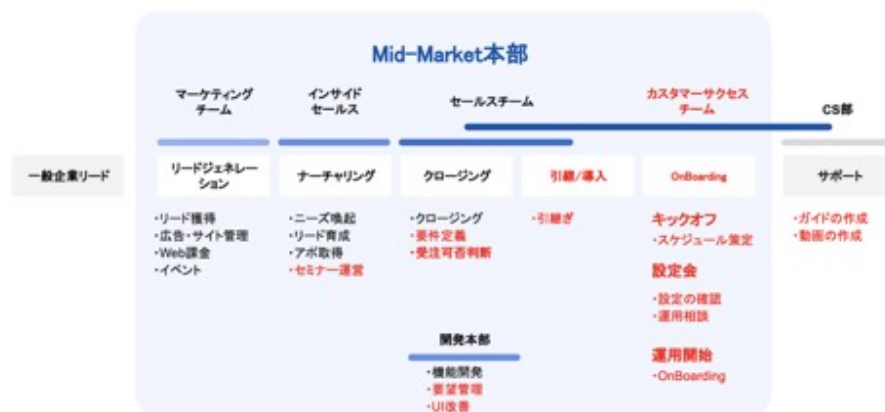 Mid-Market本部
マーケティング
チーム
インサイド
セールス
セールスチーム
カスタマーサクセス
チーム
CS部
一般企業リード
リードジェネレー
ション
ナーチャリング
クロージング
引継/導入
OnBoarding
サポート
・リード獲得
・広告・サイト管理
・Web課金
・イベント
・ニーズ喚起
・リード育成
・アポ取得
・セミナー運営
・クロージング
・要件定義
・受注可否判断
・引継ぎ
キックオフ
・スケジュール策定
設定会
・設定の確認
・運用相談
運用開始
・OnBoarding
・ガイドの作成
・動画の作成
開発本部
・機能開発
・要望管理
・UI改善